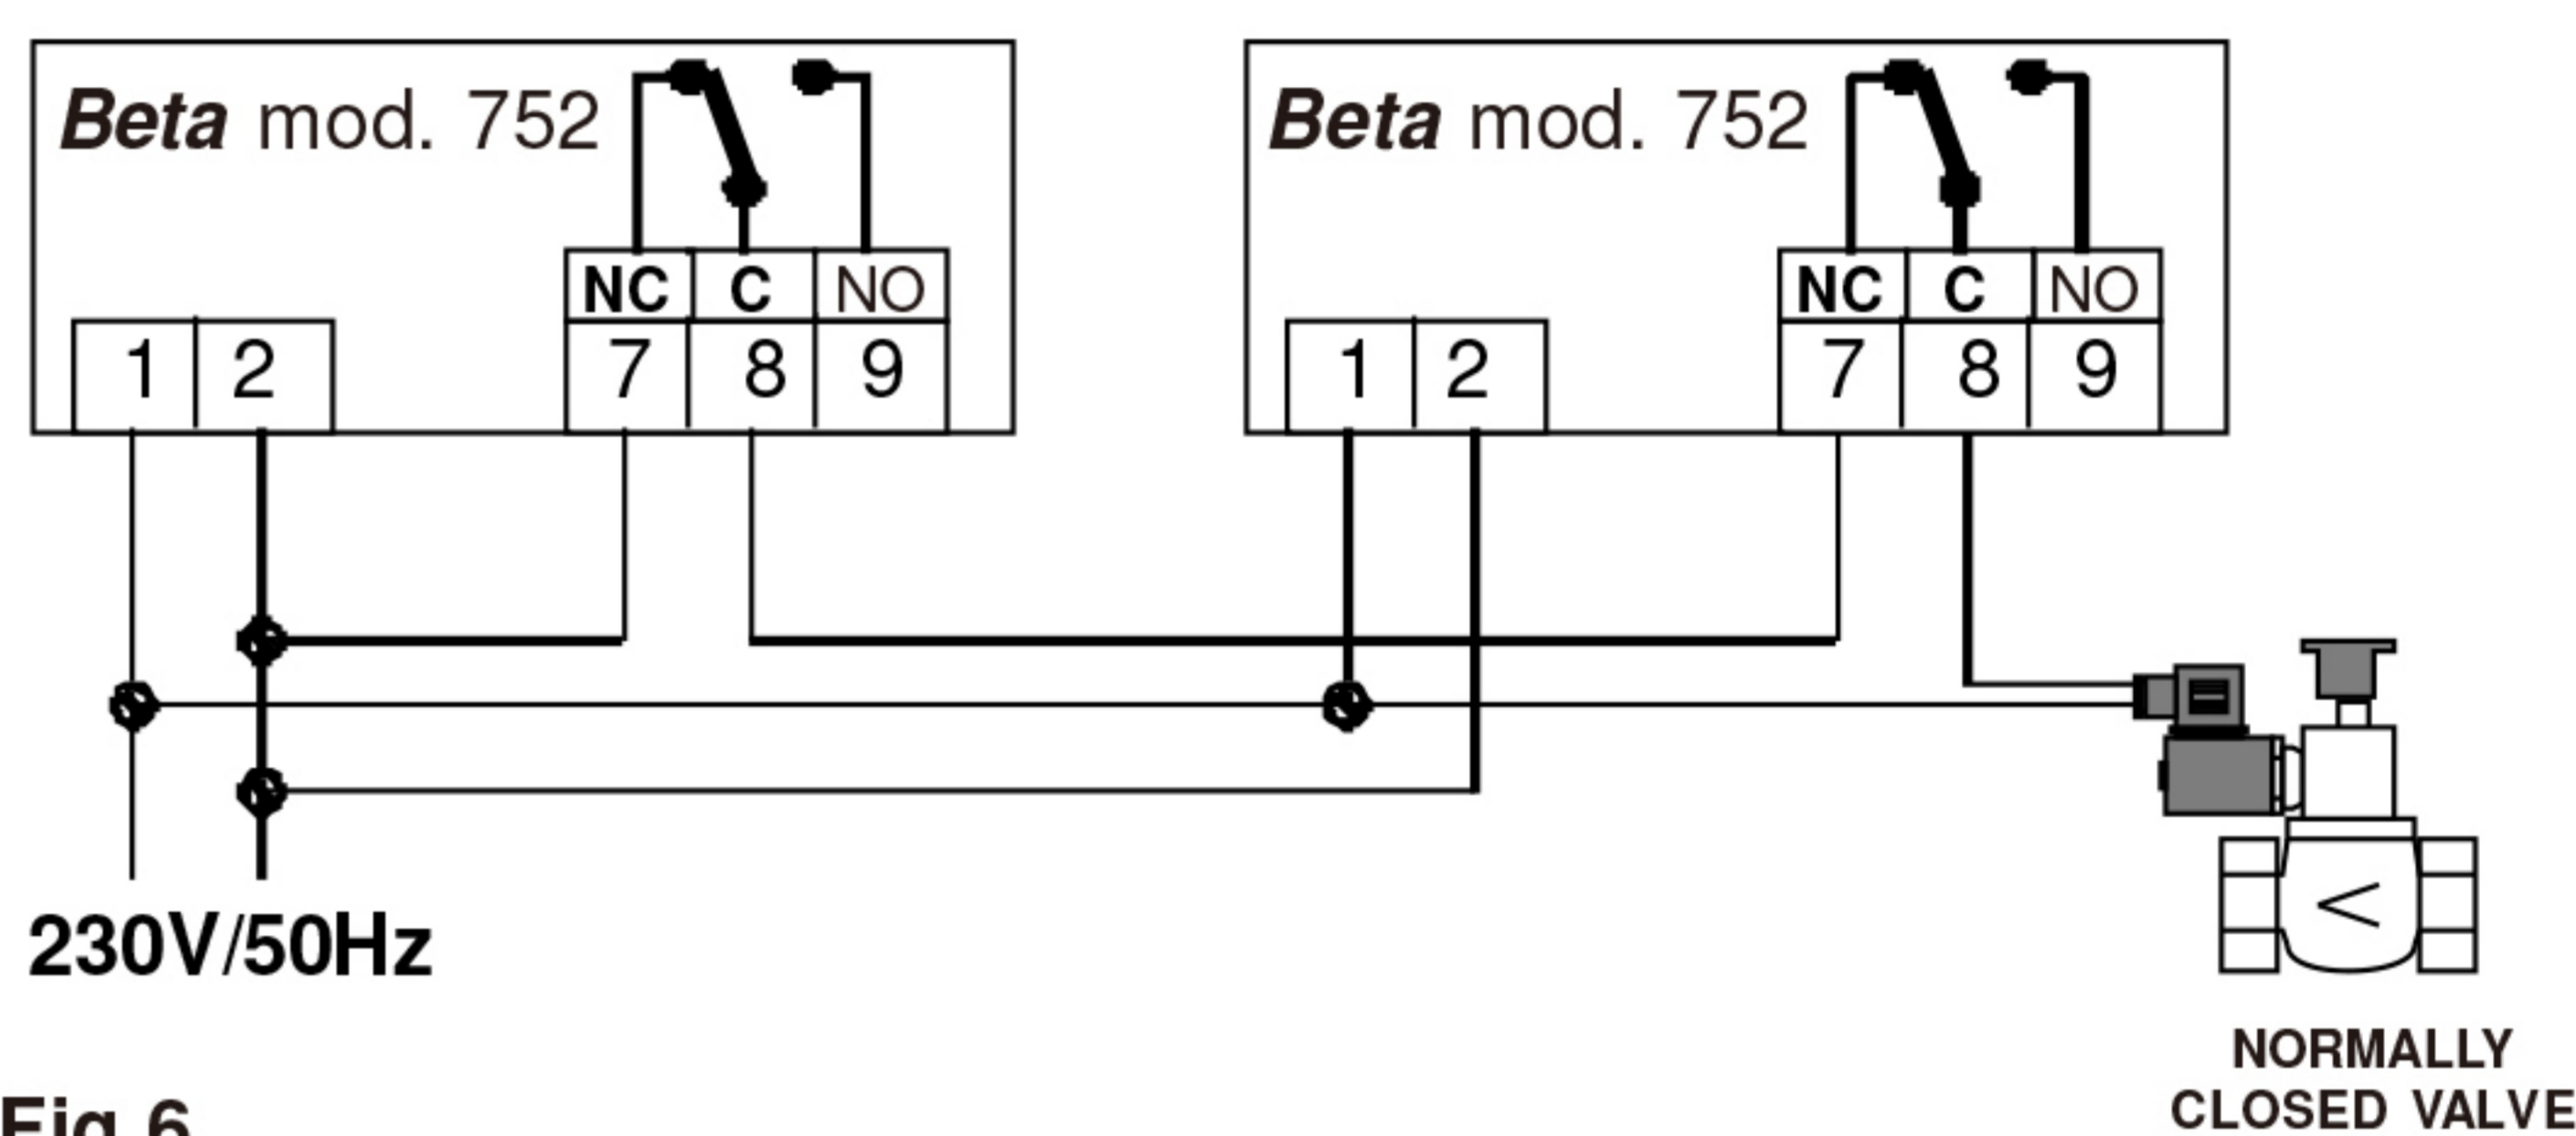 Beta mod. 752
NC C NO
1 2 7 8 9
Beta mod. 752
NC C NO
1 2 7 8 9
230V/50Hz
NORMALLY
CLOSED VALVE
Fig 6